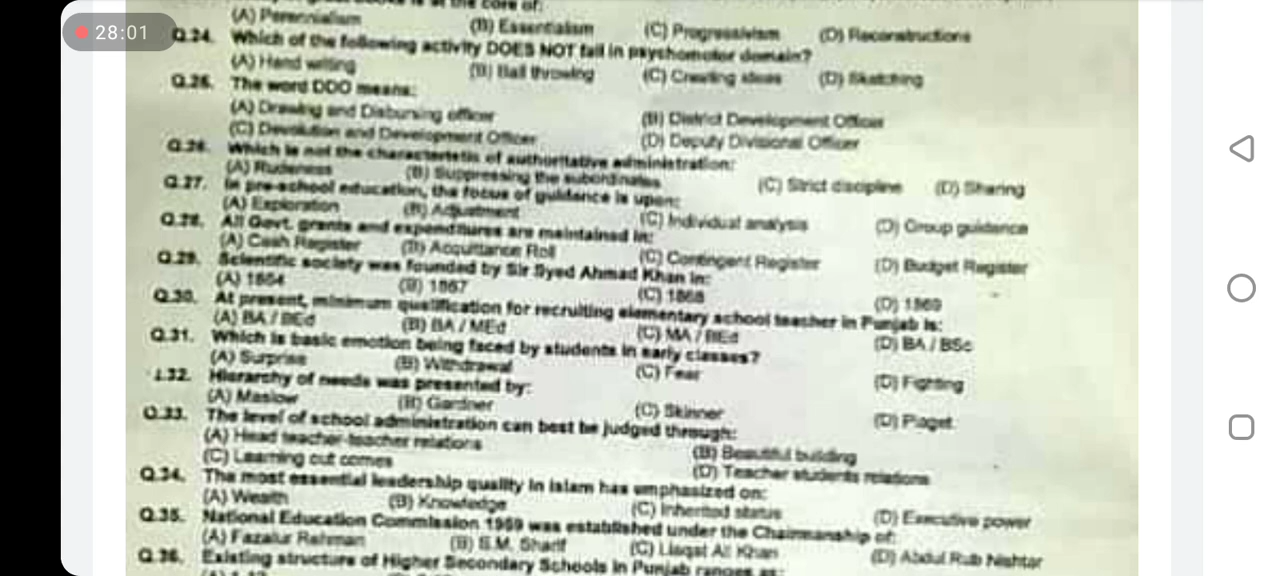 28:01
is at the core of:
(A) Perennialism (B) Essentialism (C) Progressivism (D) Reconstructions
Q.24. Which of the following activity DOES NOT fall in psychomotor domain?
(A) Hand writing (B) Ball throwing (C) Creating ideas (D) Sketching
Q.25. The word DDO means:
(A) Drawing and Disbursing officer (B) District Development Officer
(C) Devolution and Development Officer (D) Deputy Divisional Officer
Q.26. Which is not the characteristic of authoritative administration:
(A) Rudeness (B) Suppressing the subordinates (C) Strict discipline (D) Sharing
Q.27. In pre-school education, the focus of guidance is upon:
(A) Exploration (B) Adjustment (C) Individual analysis (D) Group guidance
Q.28. All Govt. grants and expenditures are maintained in:
(A) Cash Register (B) Acquittance Roll (C) Contingent Register (D) Budget Register
Q.29. Scientific society was founded by Sir Syed Ahmad Khan in:
(A) 1864 (B) 1867 (C) 1868 (D) 1869
Q.30. At present, minimum qualification for recruiting elementary school teacher in Punjab is:
(A) BA / BEd (B) BA / MEd (C) MA / BEd (D) BA / BSc
Q.31. Which is basic emotion being faced by students in early classes?
(A) Surprise (B) Withdrawal (C) Fear (D) Fighting
.32. Hierarchy of needs was presented by:
(A) Maslow (B) Gardner (C) Skinner (D) Piaget
Q.33. The level of school administration can best be judged through:
(A) Head teacher-teacher relations (B) Beautiful building
(C) Learning out comes (D) Teacher students relations
Q.34. The most essential leadership quality in Islam has emphasized on:
(A) Wealth (B) Knowledge (C) Inherited status (D) Executive power
Q.35. National Education Commission 1959 was established under the Chairmanship of:
(A) Fazalur Rehman (B) S.M. Sharif (C) Liaqat Ali Khan (D) Abdul Rub Nishtar
Q.36. Existing structure of Higher Secondary Schools in Punjab ranges as: